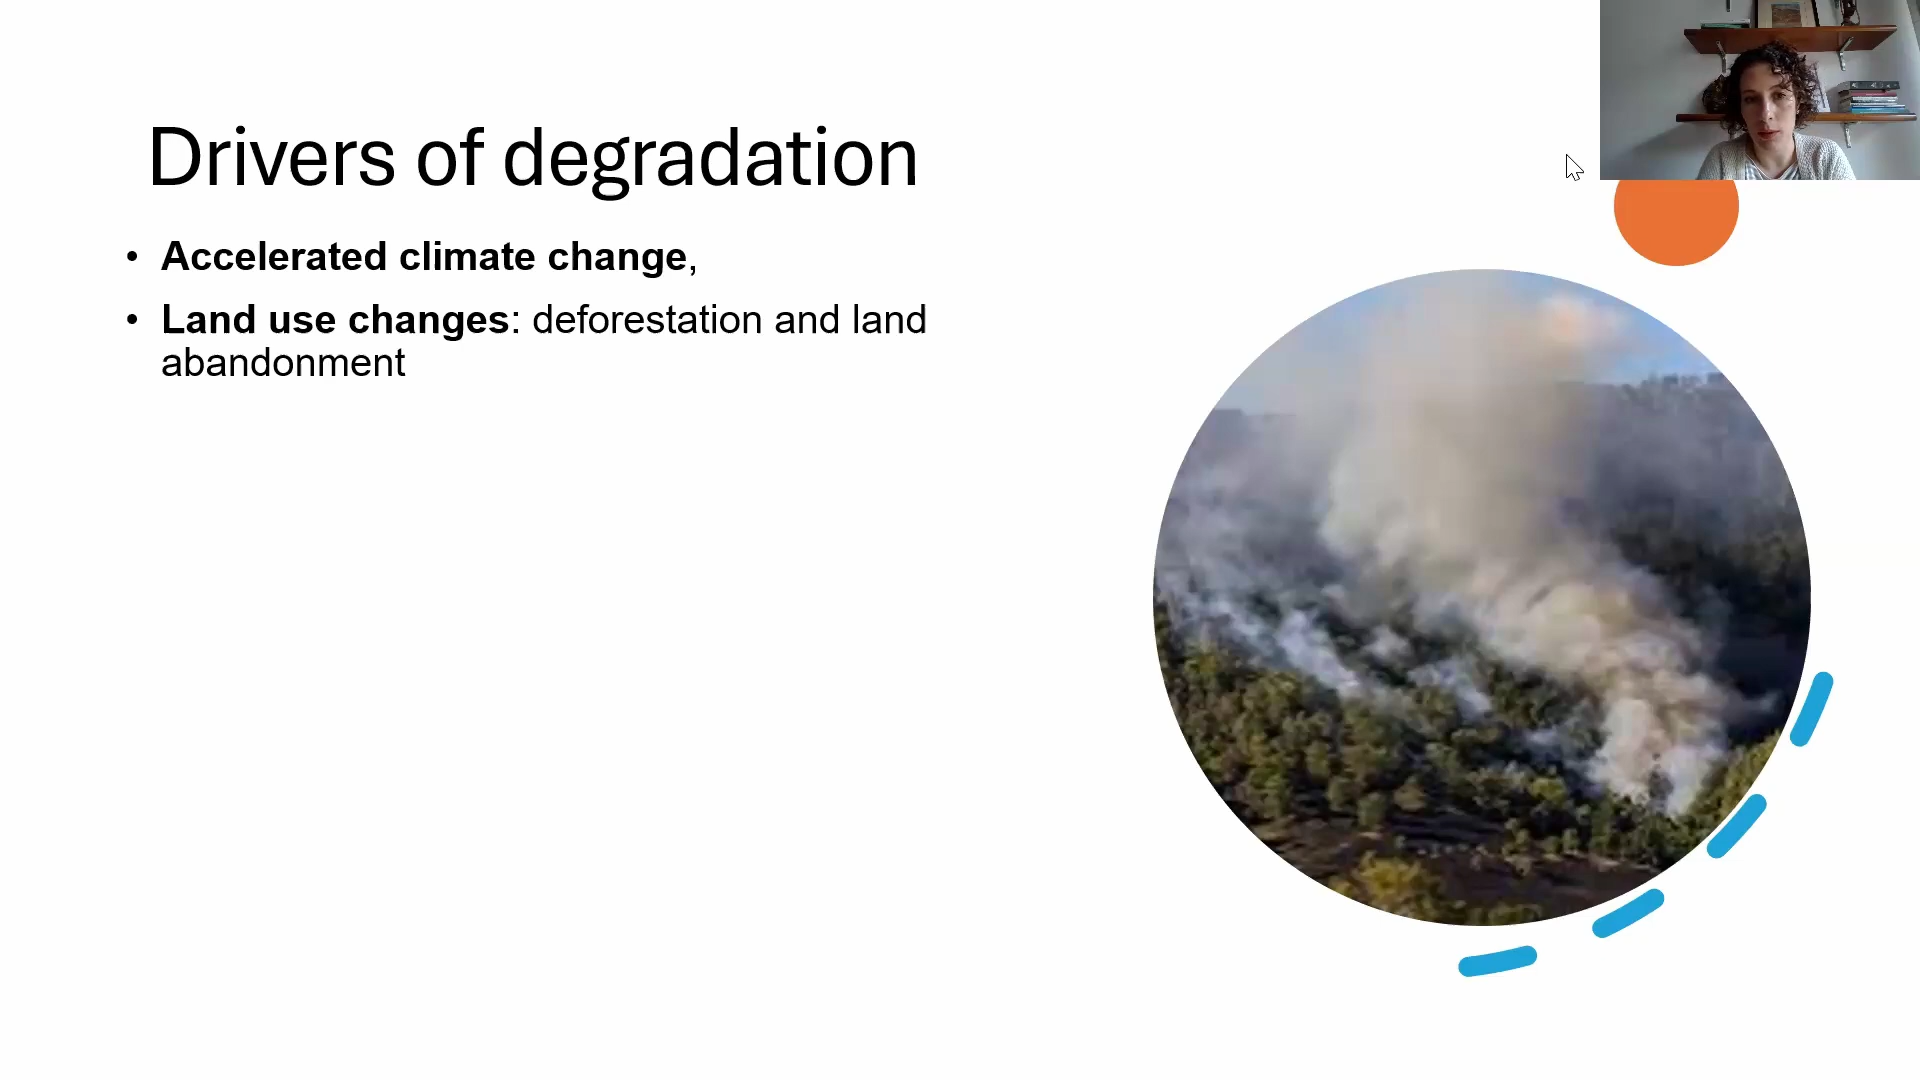 Drivers of degradation
• Accelerated climate change,
• Land use changes: deforestation and land
abandonment